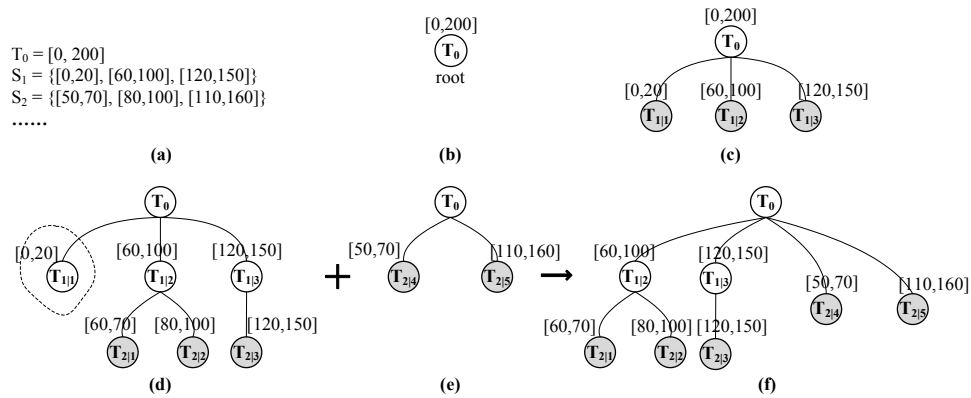 T0 = [0, 200]
S1 = {[0,20], [60,100], [120,150]}
S2 = {[50,70], [80,100], [110,160]}
......
(a)
[0,200]
T0
root
(b)
[0,200]
T0
[0,20] [60,100] [120,150]
T1|1 T1|2 T1|3
(c)
T0
[0,20] [60,100] [120,150]
T1|1 T1|2 T1|3
[60,70] [80,100] [120,150]
T2|1 T2|2 T2|3
(d)
+
T0
[50,70] [110,160]
T2|4 T2|5
(e)
→
T0
[60,100] [120,150] [50,70] [110,160]
T1|2 T1|3 T2|4 T2|5
[60,70] [80,100] [120,150]
T2|1 T2|2 T2|3
(f)